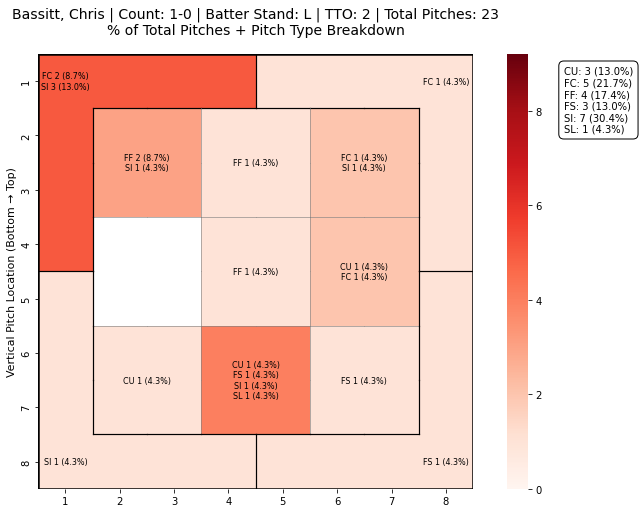 Bassitt, Chris | Count: 1-0 | Batter Stand: L | TTO: 2 | Total Pitches: 23
% of Total Pitches + Pitch Type Breakdown
Vertical Pitch Location (Bottom → Top)
1
2
3
4
5
6
7
8
FC 2 (8.7%)
SI 3 (13.0%)
FC 1 (4.3%)
FF 2 (8.7%)
SI 1 (4.3%)
FF 1 (4.3%)
FC 1 (4.3%)
SI 1 (4.3%)
FF 1 (4.3%)
CU 1 (4.3%)
FC 1 (4.3%)
CU 1 (4.3%)
CU 1 (4.3%)
FS 1 (4.3%)
SI 1 (4.3%)
SL 1 (4.3%)
FS 1 (4.3%)
SI 1 (4.3%)
FS 1 (4.3%)
1 2 3 4 5 6 7 8
8
6
4
2
0
CU: 3 (13.0%)
FC: 5 (21.7%)
FF: 4 (17.4%)
FS: 3 (13.0%)
SI: 7 (30.4%)
SL: 1 (4.3%)